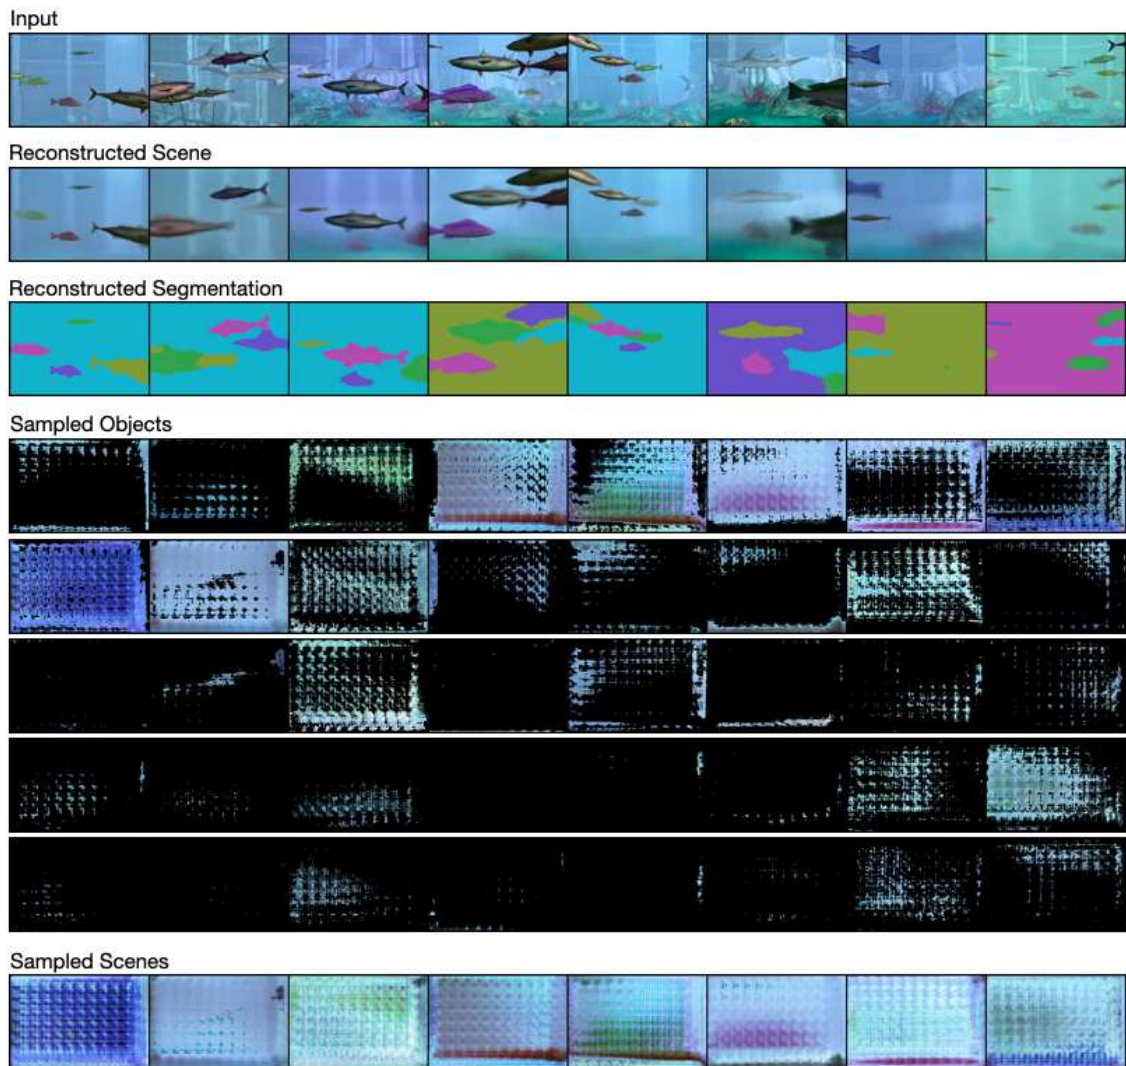 Input
Reconstructed Scene
Reconstructed Segmentation
Sampled Objects
Sampled Scenes